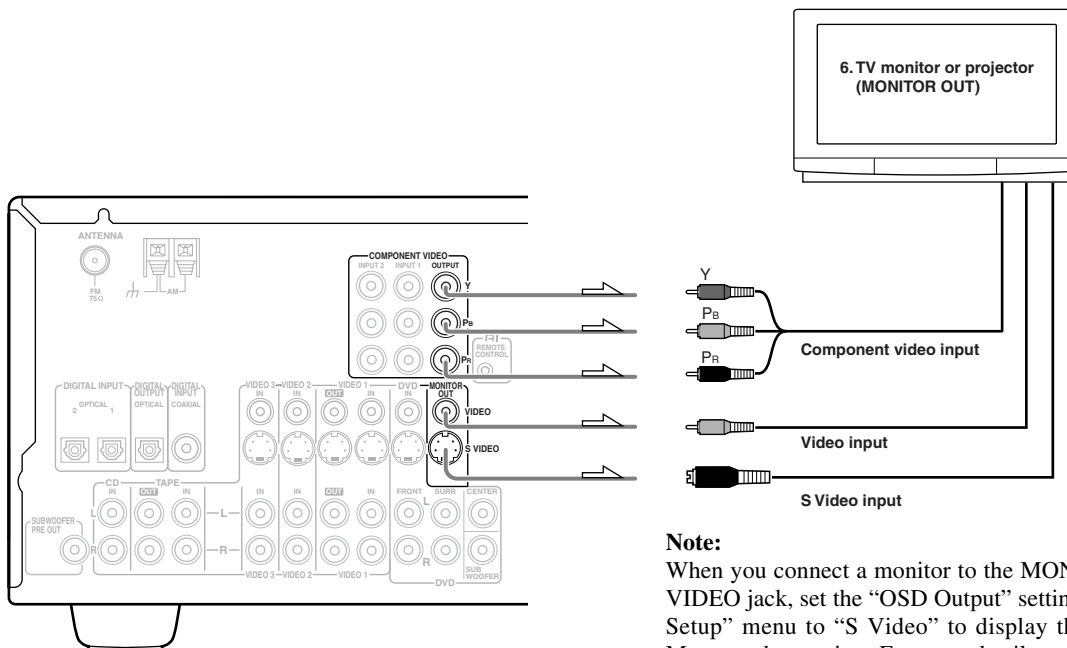 6. TV monitor or projector
(MONITOR OUT)
ANTENNA
FM
75Ω
AM
COMPONENT VIDEO
INPUT 2 INPUT 1 OUTPUT
Y
PB
PR
RI
REMOTE
CONTROL
Y
PB
PR
Component video input
DIGITAL INPUT
OPTICAL
2 1
DIGITAL
OUTPUT
OPTICAL
DIGITAL
INPUT
COAXIAL
VIDEO 3 VIDEO 2 VIDEO 1 DVD MONITOR
OUT
IN IN OUT IN IN
VIDEO
S VIDEO
Video input
S Video input
CD TAPE
IN OUT IN IN IN OUT IN FRONT SURR CENTER
L L L
SUBWOOFER
PRE OUT
R R R
SUB
WOOFER
VIDEO 3 VIDEO 2 VIDEO 1 DVD
Note:
When you connect a monitor to the
VIDEO jack, set the “OSD Output”
Setup” menu to “S Video” to display